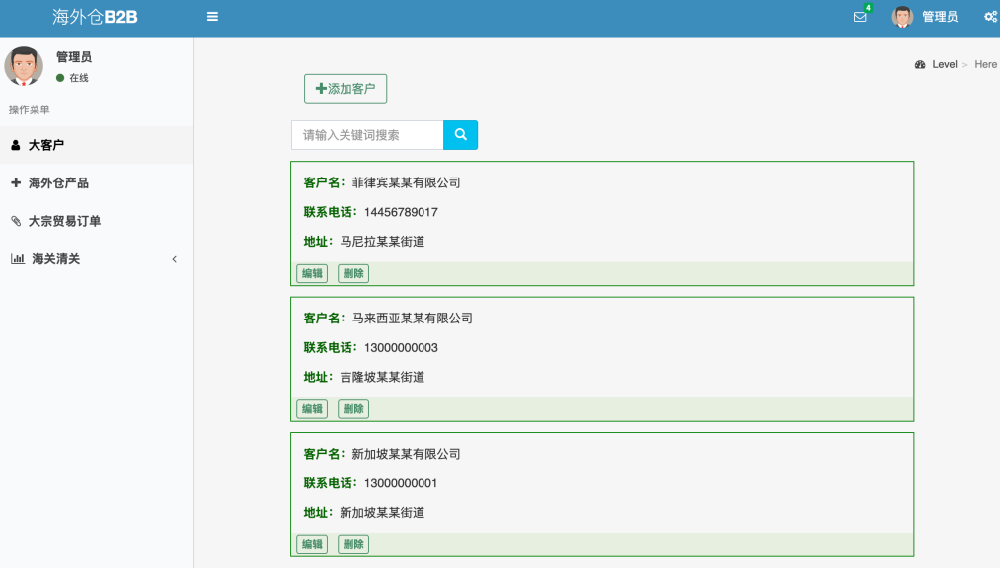 海外仓B2B
4
管理员
管理员
在线
Level > Here
操作菜单
添加客户
大客户
请输入关键词搜索
海外仓产品
大宗贸易订单
海关清关
客户名：菲律宾某某有限公司
联系电话：14456789017
地址：马尼拉某某街道
编辑 删除
客户名：马来西亚某某有限公司
联系电话：13000000003
地址：吉隆坡某某街道
编辑 删除
客户名：新加坡某某有限公司
联系电话：13000000001
地址：新加坡某某街道
编辑 删除